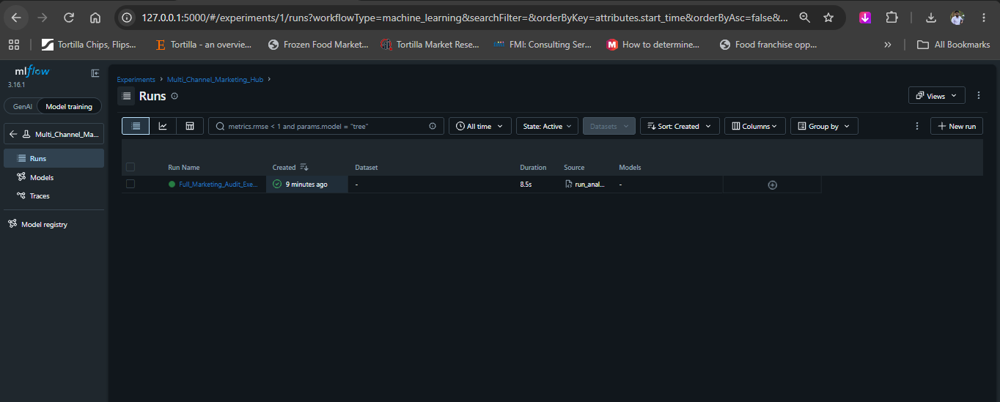 127.0.0.1:5000/#/experiments/1/runs?workflowType=machine_learning&searchFilter=&orderByKey=attributes.start_time&orderByAsc=false&...
Tortilla Chips, Flips...
Tortilla - an overvie...
Frozen Food Market...
Tortilla Market Rese...
FMI: Consulting Ser...
How to determine...
Food franchise opp...
»
All Bookmarks
mlflow
3.16.1
GenAI
Model training
Multi_Channel_Ma...
Runs
Models
Traces
Model registry
Experiments > Multi_Channel_Marketing_Hub >
Runs
Views
metrics.rmse < 1 and params.model = "tree"
All time
State: Active
Datasets
Sort: Created
Columns
Group by
+ New run
Run Name Created Dataset Duration Source Models
Full_Marketing_Audit_Exe... 9 minutes ago - 8.5s run_anal... -